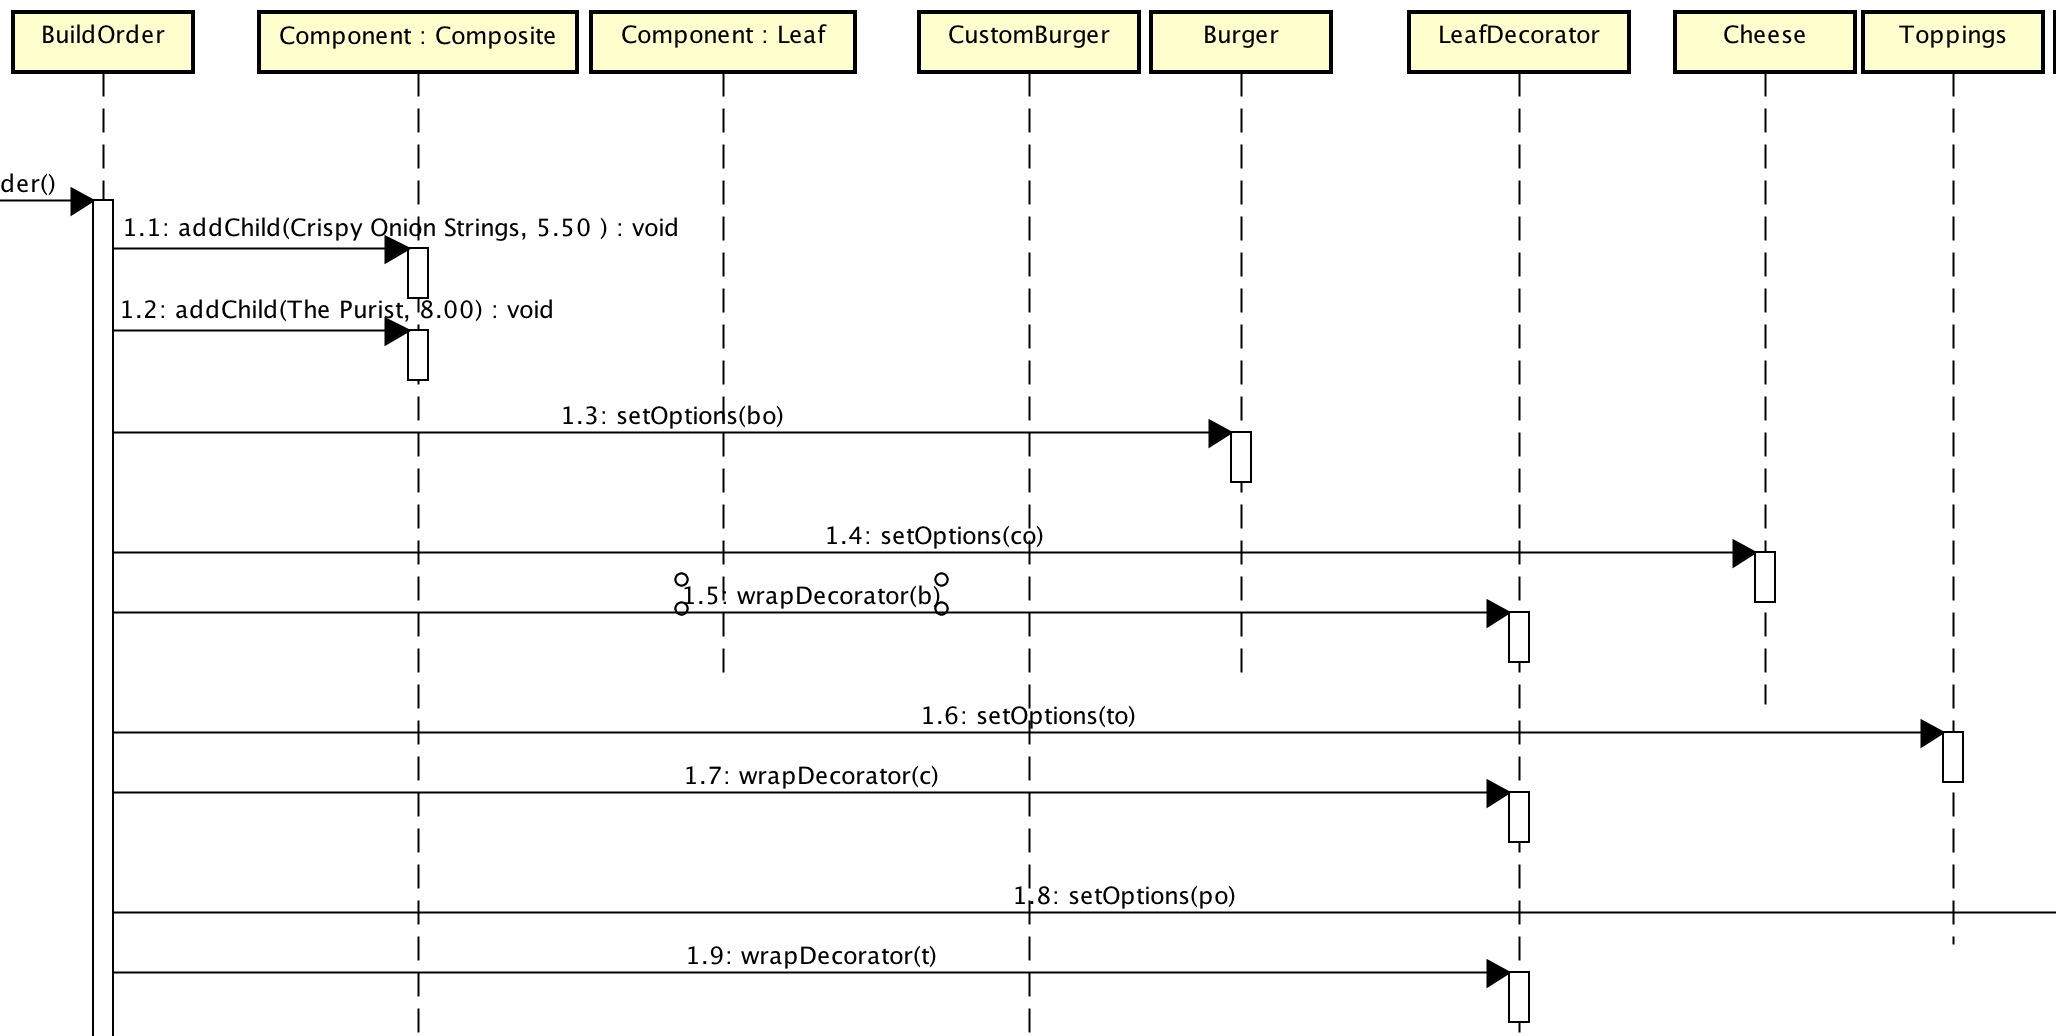 BuildOrder
Component : Composite
Component : Leaf
CustomBurger
Burger
LeafDecorator
Cheese
Toppings
der()
1.1: addChild(Crispy Onion Strings, 5.50 ) : void
1.2: addChild(The Purist, 8.00) : void
1.3: setOptions(bo)
1.4: setOptions(co)
1.5: wrapDecorator(b)
1.6: setOptions(to)
1.7: wrapDecorator(c)
1.8: setOptions(po)
1.9: wrapDecorator(t)